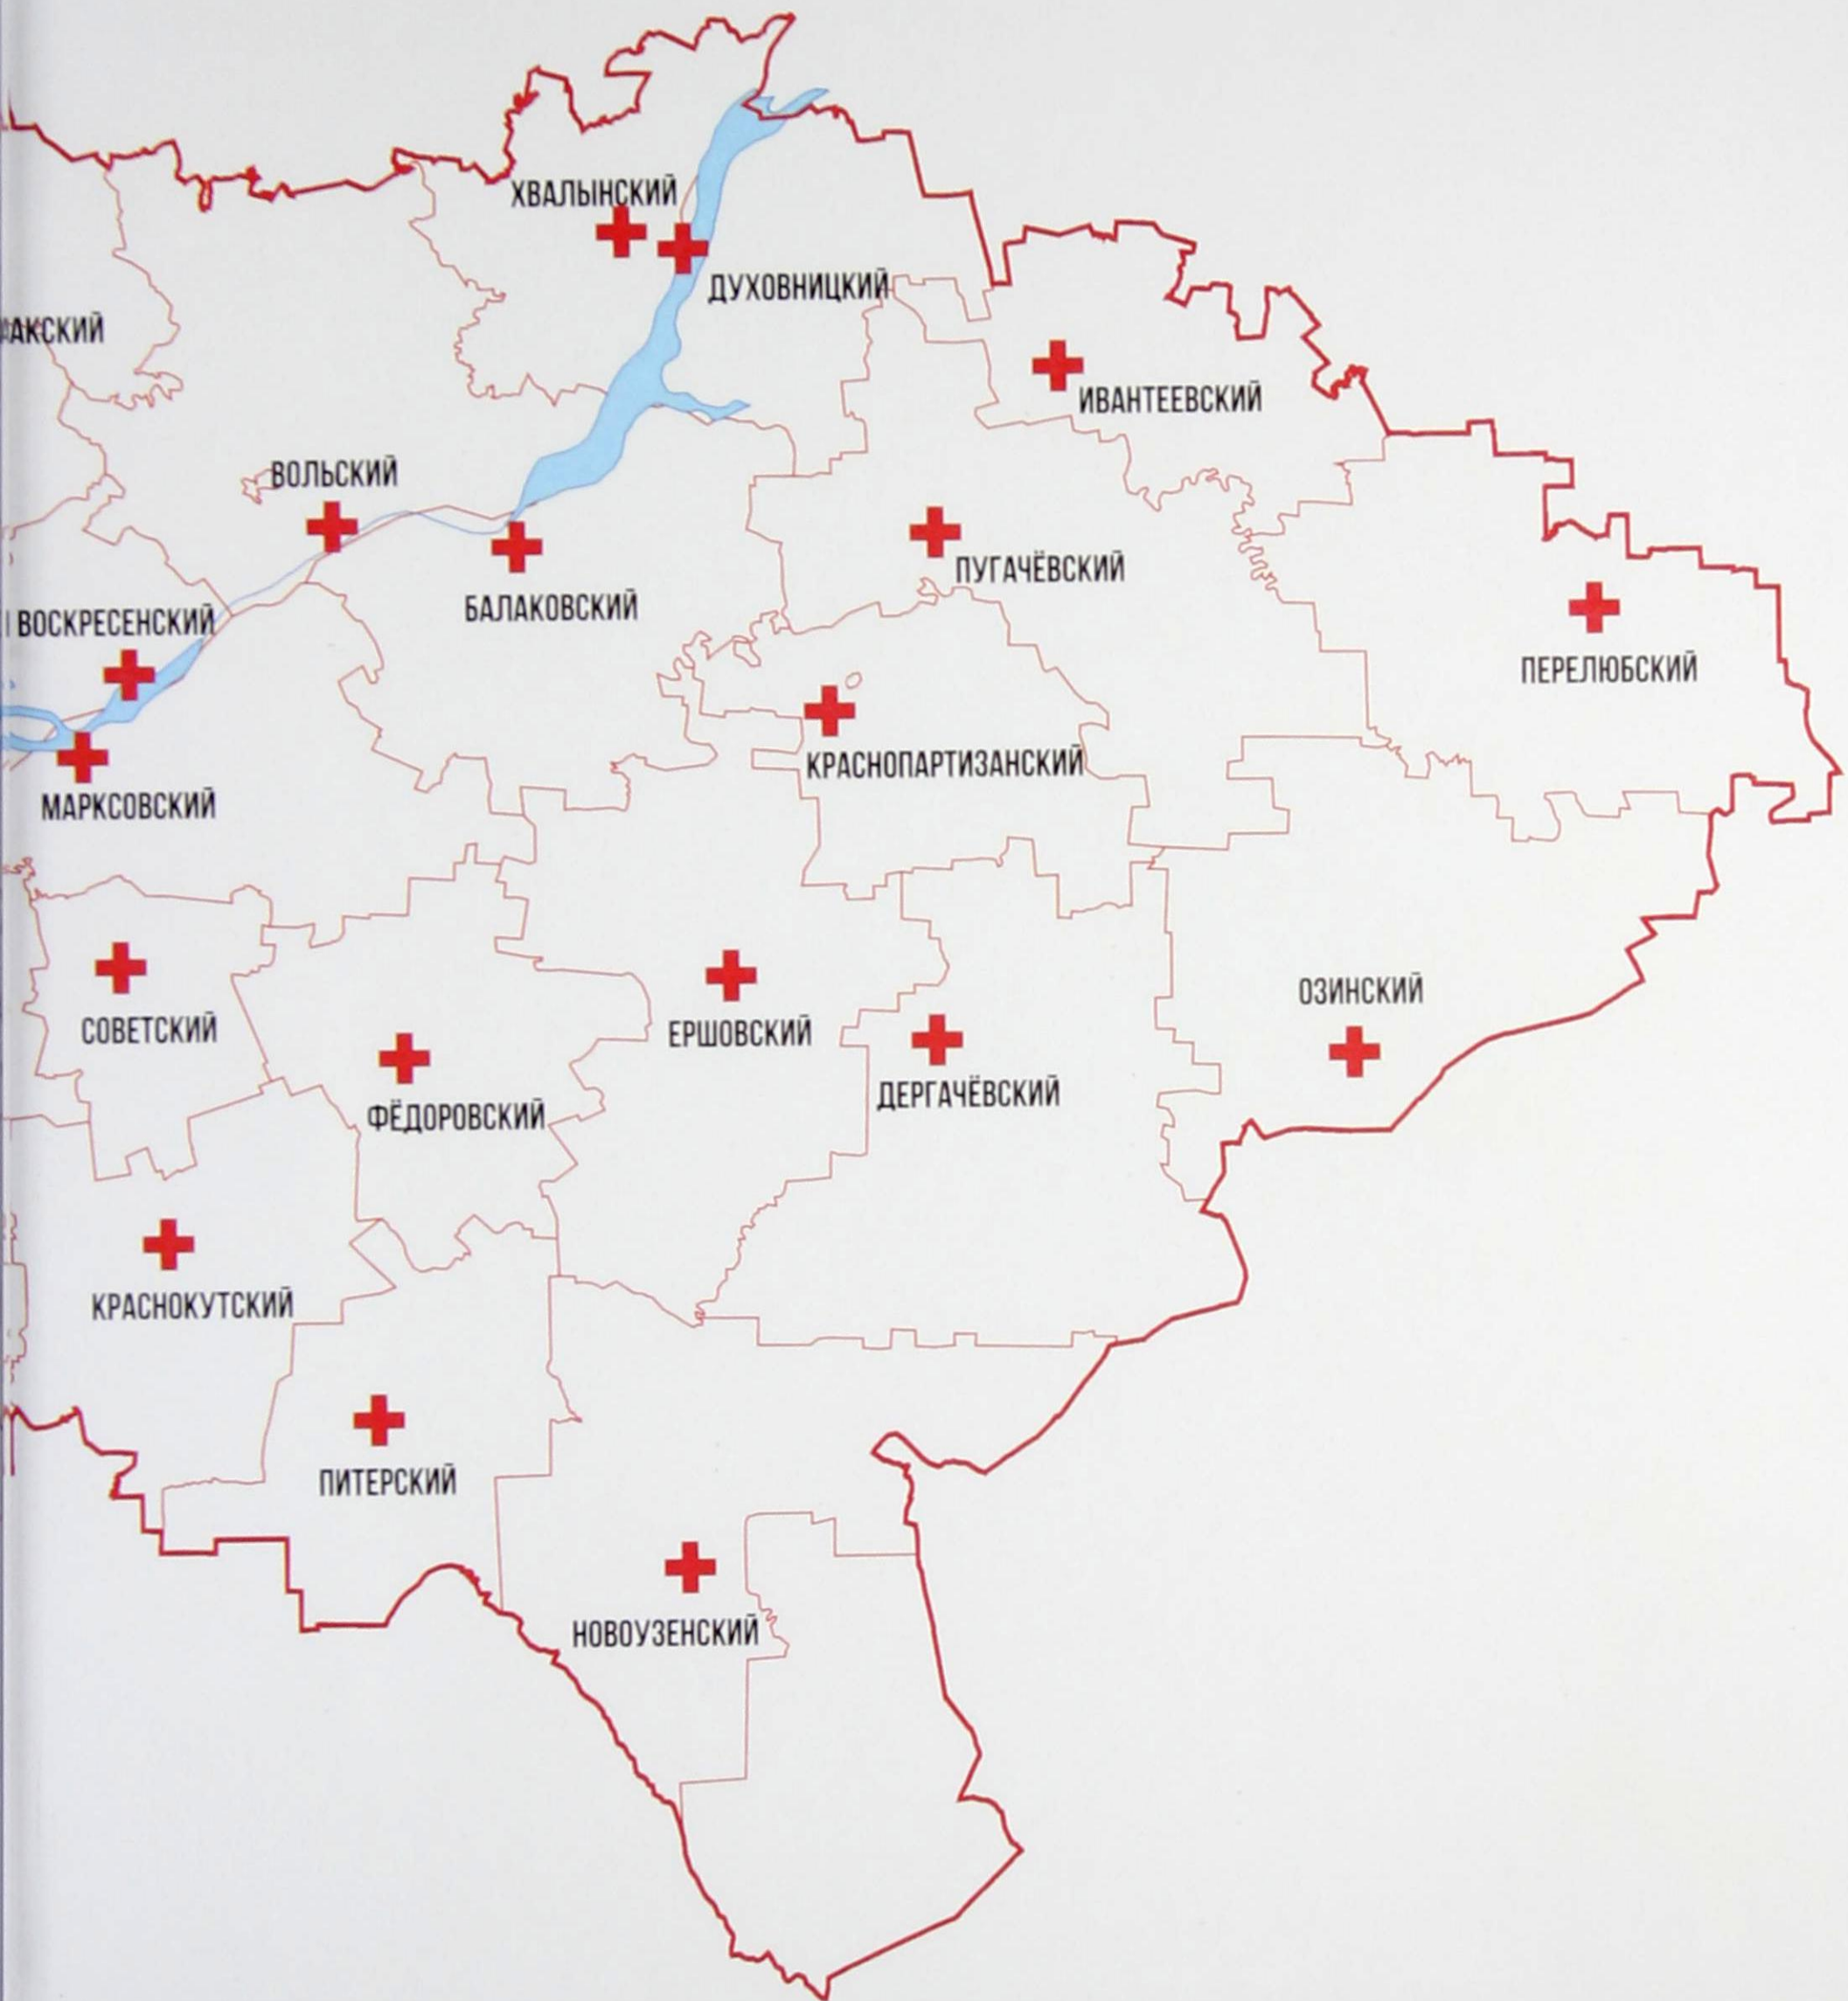 ХВАЛЫНСКИЙ
ДУХОВНИЦКИЙ
ИВАНТЕЕВСКИЙ
ВОЛЬСКИЙ
ПУГАЧЁВСКИЙ
БАЛАКОВСКИЙ
ВОСКРЕСЕНСКИЙ
ПЕРЕЛЮБСКИЙ
КРАСНОПАРТИЗАНСКИЙ
МАРКСОВСКИЙ
ОЗИНСКИЙ
СОВЕТСКИЙ
ЕРШОВСКИЙ
ДЕРГАЧЁВСКИЙ
ФЁДОРОВСКИЙ
КРАСНОКУТСКИЙ
ПИТЕРСКИЙ
НОВОУЗЕНСКИЙ